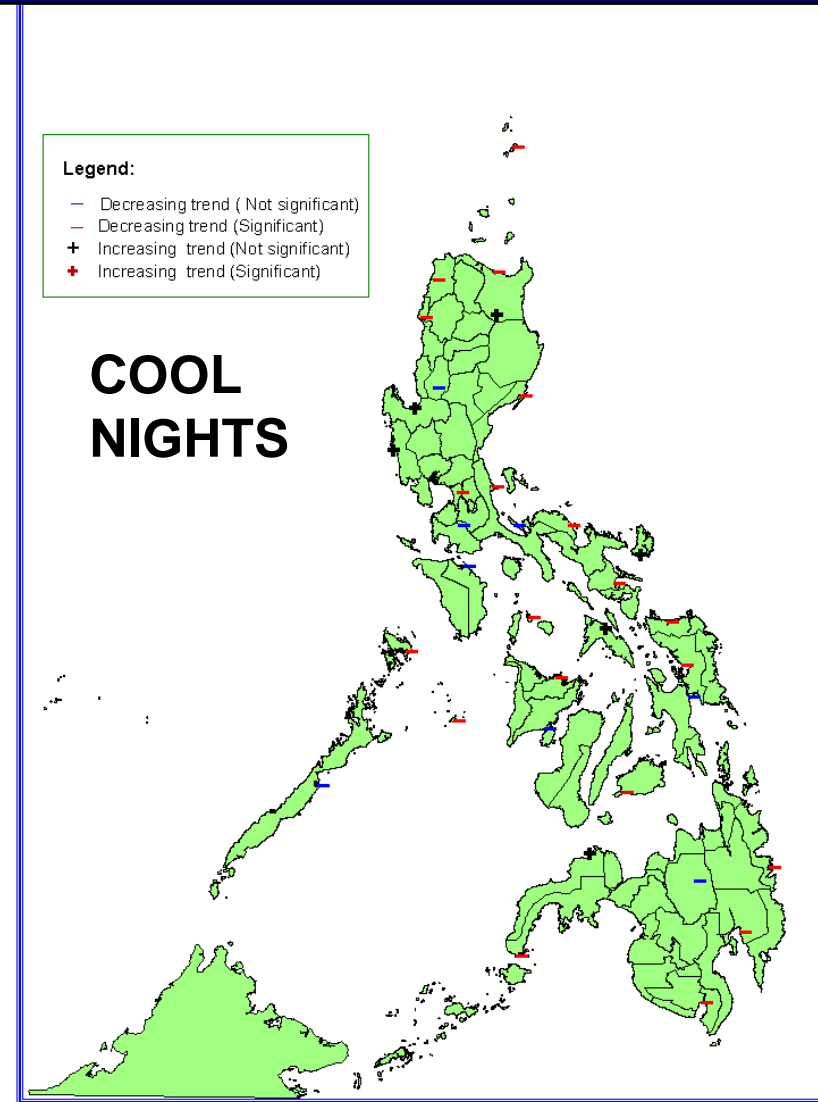 Legend:
Decreasing trend ( Not significant)
Decreasing trend (Significant)
Increasing trend (Not significant)
Increasing trend (Significant)
COOL
NIGHTS